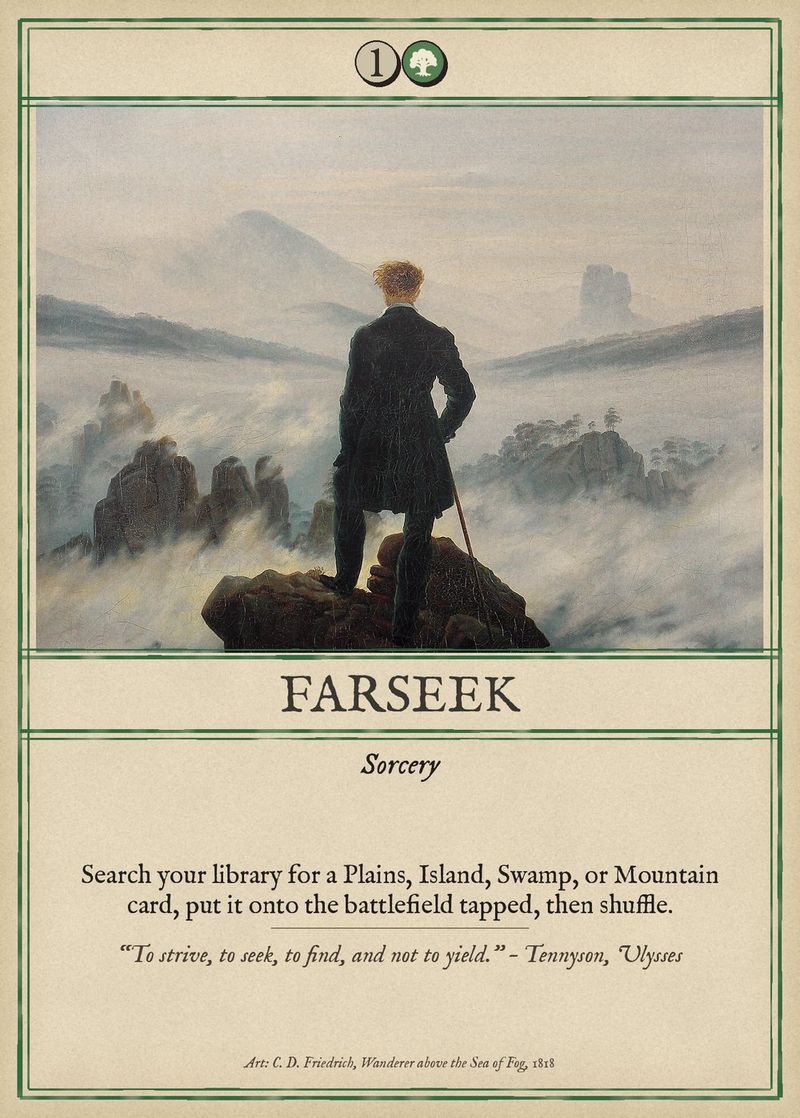 1
FARSEEK
Sorcery
Search your library for a Plains, Island, Swamp, or Mountain
card, put it onto the battlefield tapped, then shuffle.
“To strive, to seek, to find, and not to yield.” – Tennyson, Ulysses
Art: C. D. Friedrich, Wanderer above the Sea of Fog, 1818